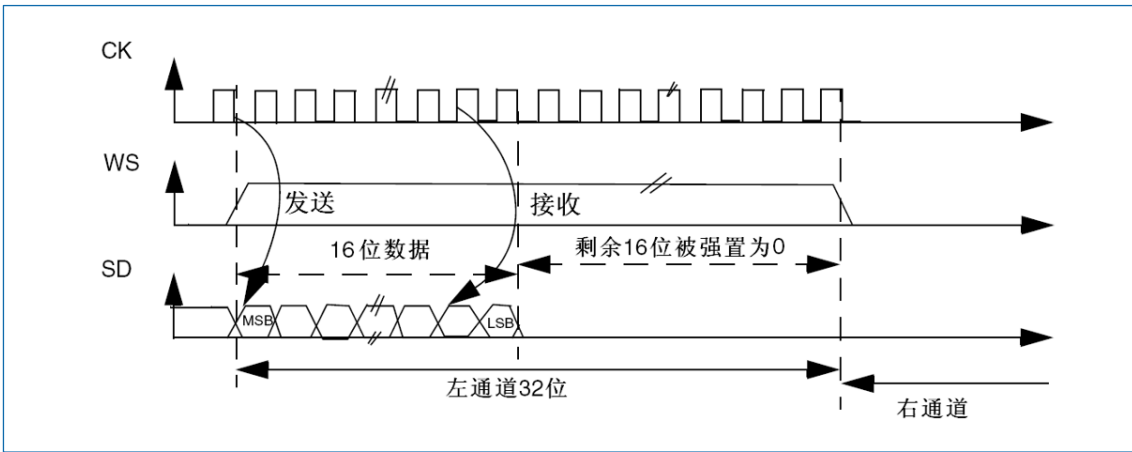 CK
WS
发送
接收
16位数据
剩余16位被强置为0
SD
MSB
LSB
左通道32位
右通道